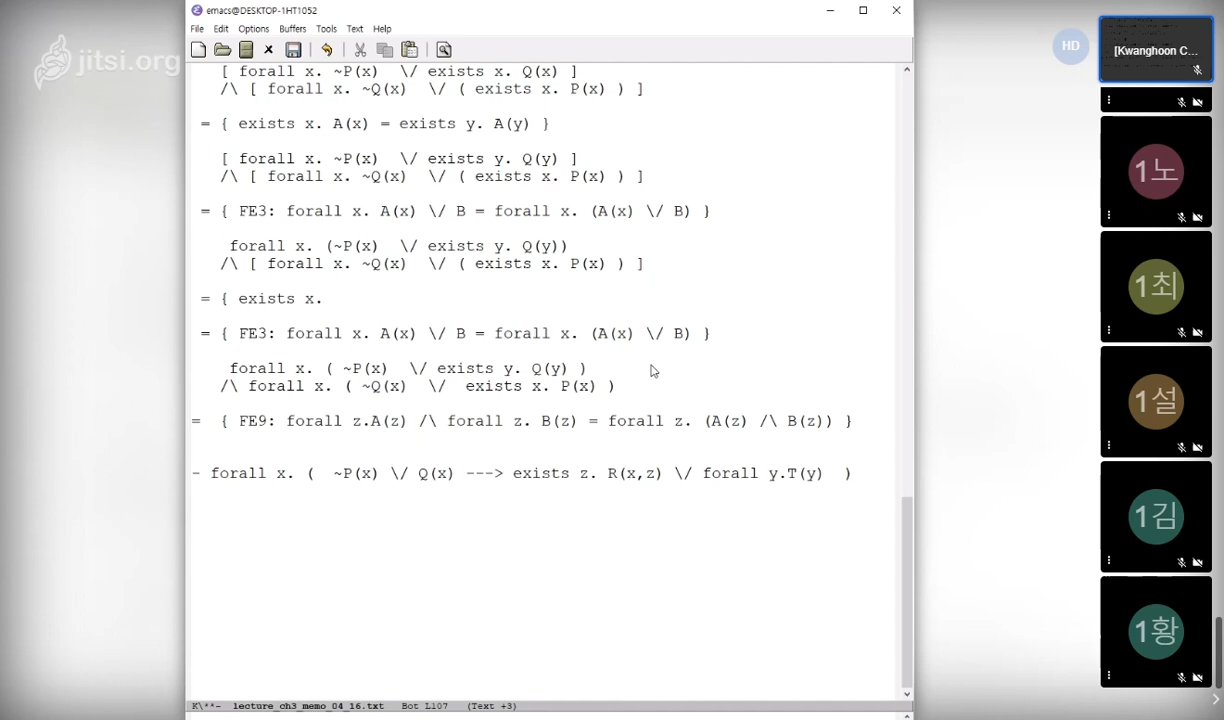 emacs@DESKTOP-1HT1052
File Edit Options Buffers Tools Text Help
jitsi.org
HD
[Kwanghoon C...
[ forall x. ~P(x)  \/ exists x. Q(x) ]
/\ [ forall x. ~Q(x)  \/ ( exists x. P(x) ) ]
= { exists x. A(x) = exists y. A(y) }
[ forall x. ~P(x)  \/ exists y. Q(y) ]
/\ [ forall x. ~Q(x)  \/ ( exists x. P(x) ) ]
= { FE3: forall x. A(x) \/ B = forall x. (A(x) \/ B) }
forall x. (~P(x)  \/ exists y. Q(y))
/\ [ forall x. ~Q(x)  \/ ( exists x. P(x) ) ]
= { exists x.
= { FE3: forall x. A(x) \/ B = forall x. (A(x) \/ B) }
forall x. ( ~P(x)  \/ exists y. Q(y) )
/\ forall x. ( ~Q(x)  \/  exists x. P(x) )
=  { FE9: forall z.A(z) /\ forall z. B(z) = forall z. (A(z) /\ B(z)) }
- forall x. (  ~P(x) \/ Q(x) ---> exists z. R(x,z) \/ forall y.T(y)  )
1노
1최
1설
1김
1황
K\**-  lecture_ch3_memo_04_16.txt  Bot L107  (Text +3)